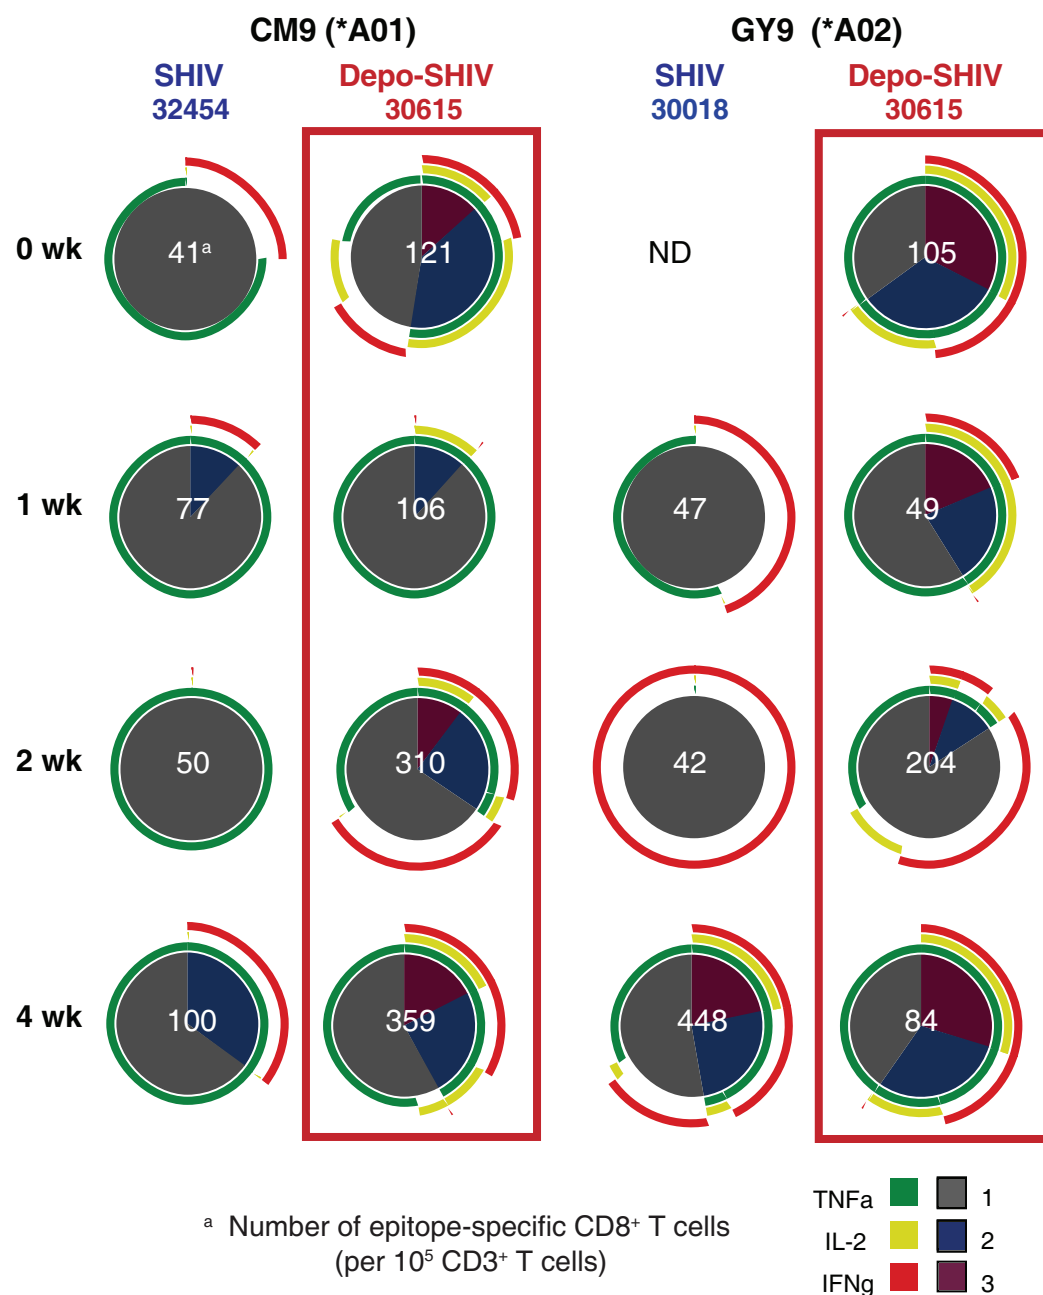 CM9 (*A01) GY9 (*A02)
SHIV Depo-SHIV SHIV Depo-SHIV
32454 30615 30018 30615
0 wk 41ᵃ 121 ND 105
1 wk 77 106 47 49
2 wk 50 310 42 204
4 wk 100 359 448 84
TNFa 1
IL-2 2
IFNg 3
ᵃ Number of epitope-specific CD8⁺ T cells
(per 10⁵ CD3⁺ T cells)